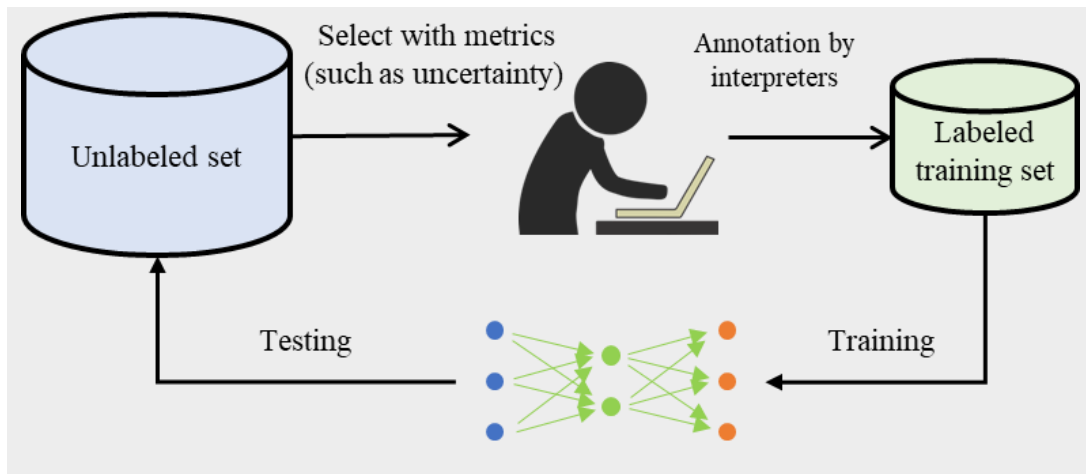 Select with metrics
(such as uncertainty)
Annotation by
interpreters
Unlabeled set
Labeled
training set
Testing
Training